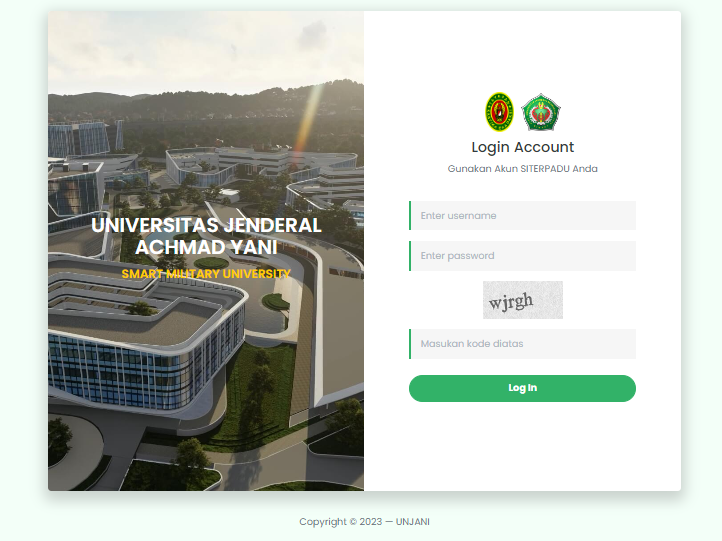 UNIVERSITAS JENDERAL
ACHMAD YANI
SMART MILITARY UNIVERSITY
Login Account
Gunakan Akun SITERPADU Anda
Enter username
Enter password
wjrgh
Masukan kode diatas
Log In
Copyright © 2023 — UNJANI